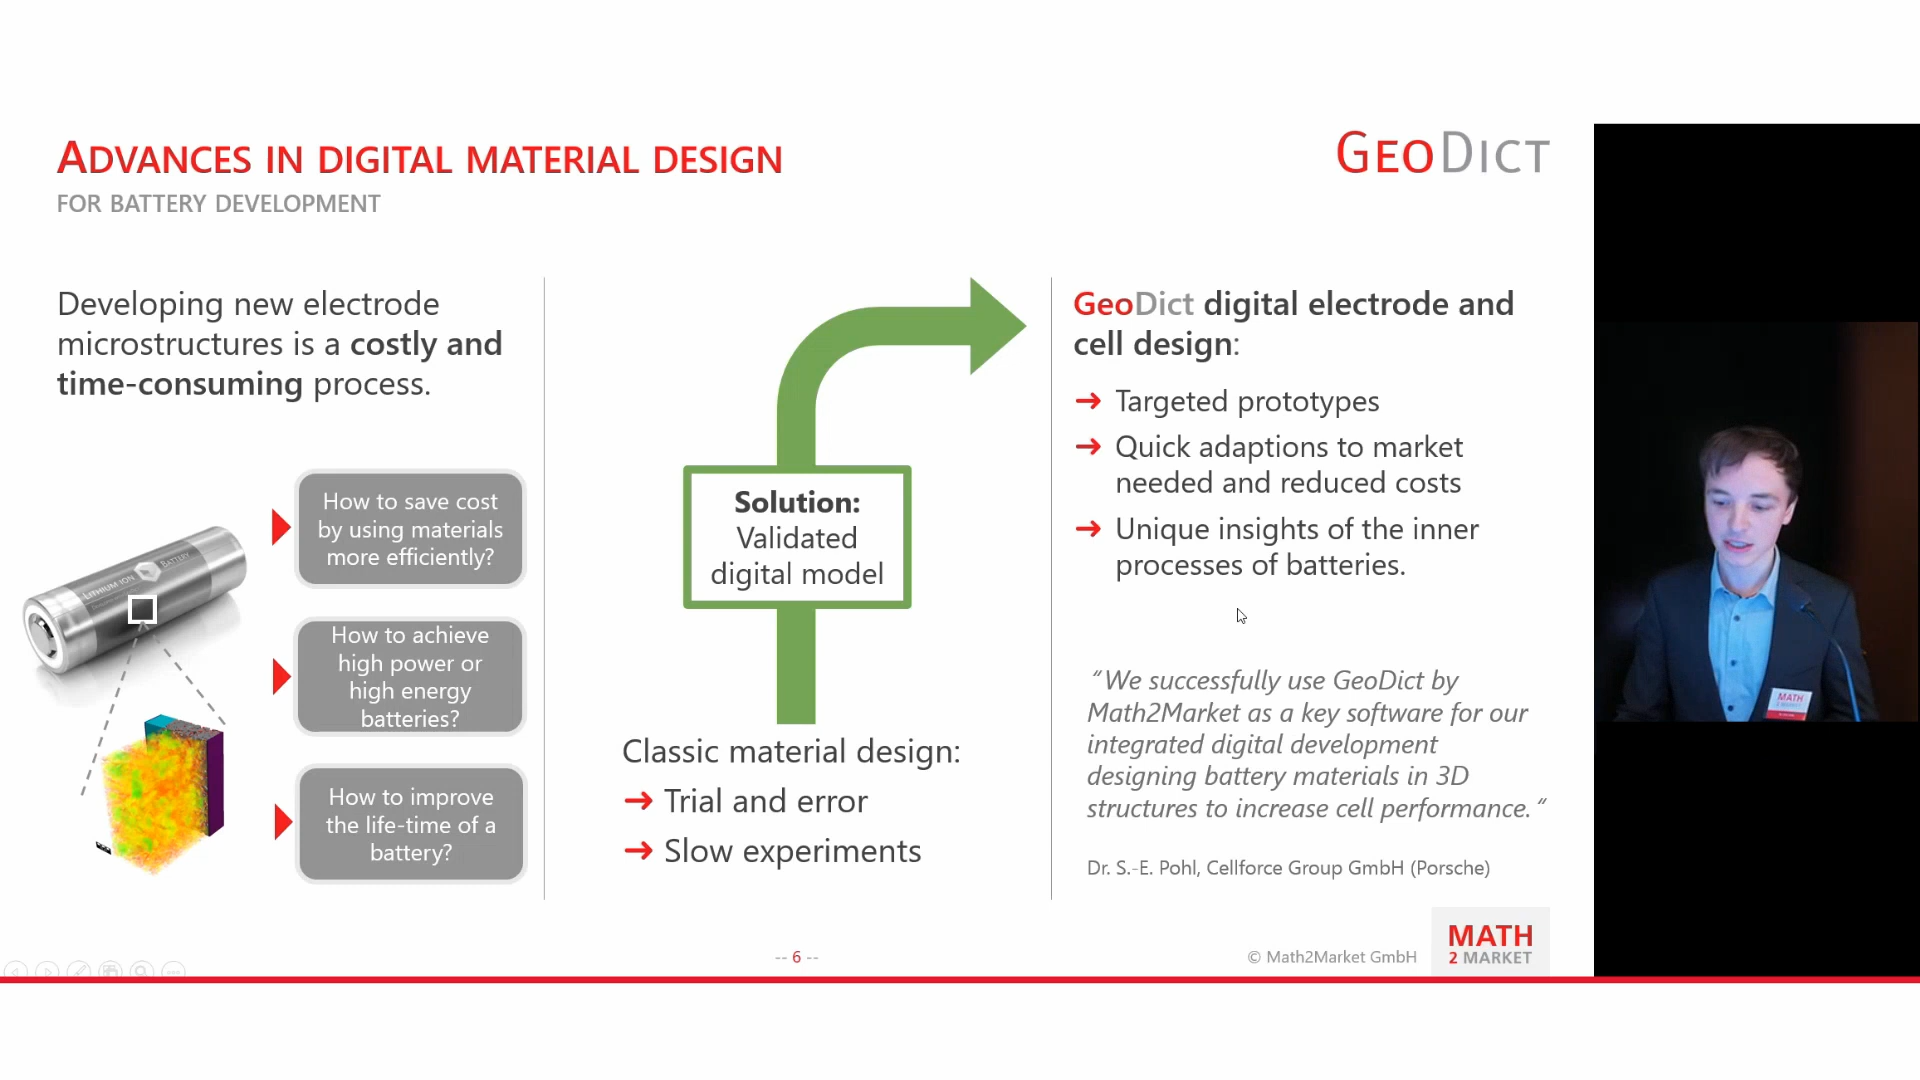 ADVANCES IN DIGITAL MATERIAL DESIGN
FOR BATTERY DEVELOPMENT
GEODICT
Developing new electrode
microstructures is a costly and
time-consuming process.
How to save cost
by using materials
more efficiently?
LITHIUM ION BATTERY
How to achieve
high power or
high energy
batteries?
How to improve
the life-time of a
battery?
Solution:
Validated
digital model
Classic material design:
➔ Trial and error
➔ Slow experiments
GeoDict digital electrode and
cell design:
➔ Targeted prototypes
➔ Quick adaptions to market
needed and reduced costs
➔ Unique insights of the inner
processes of batteries.
“We successfully use GeoDict by
Math2Market as a key software for our
integrated digital development
designing battery materials in 3D
structures to increase cell performance.“
Dr. S.-E. Pohl, Cellforce Group GmbH (Porsche)
-- 6 --
© Math2Market GmbH
MATH
2 MARKET
MATH
2 MARKET